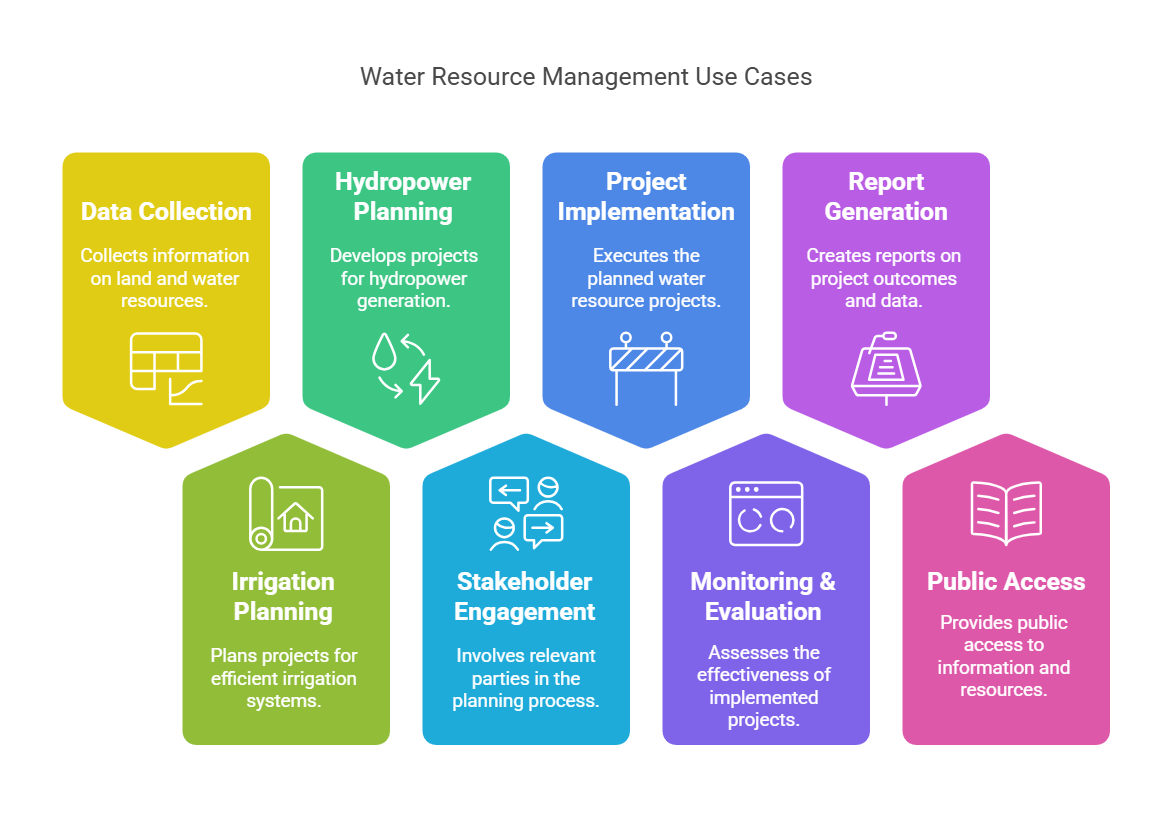 Water Resource Management Use Cases
Data Collection
Collects information
on land and water
resources.
Hydropower
Planning
Develops projects
for hydropower
generation.
Project
Implementation
Executes the
planned water
resource projects.
Report
Generation
Creates reports on
project outcomes
and data.
Irrigation
Planning
Plans projects for
efficient irrigation
systems.
Stakeholder
Engagement
Involves relevant
parties in the
planning process.
Monitoring &
Evaluation
Assesses the
effectiveness of
implemented
projects.
Public Access
Provides public
access to
information and
resources.